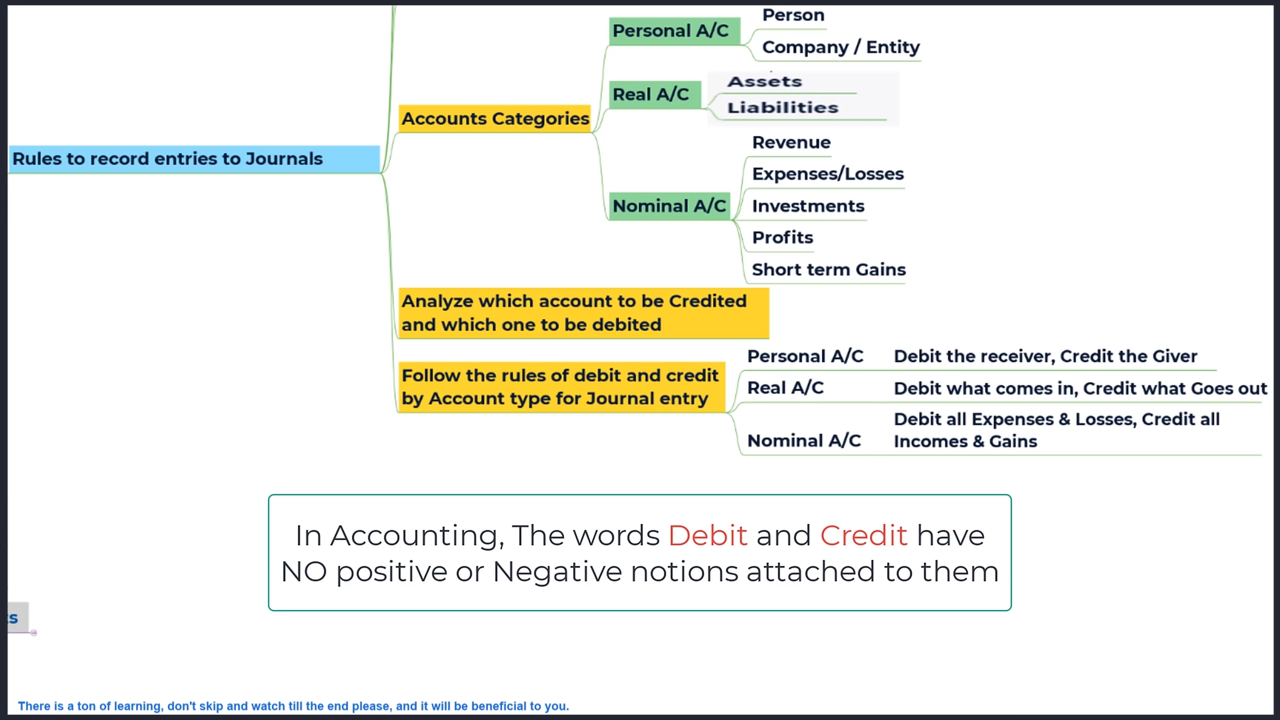 Rules to record entries to Journals
Accounts Categories
Personal A/C
Person
Company / Entity
Real A/C
Assets
Liabilities
Nominal A/C
Revenue
Expenses/Losses
Investments
Profits
Short term Gains
Analyze which account to be Credited
and which one to be debited
Follow the rules of debit and credit
by Account type for Journal entry
Personal A/C Debit the receiver, Credit the Giver
Real A/C Debit what comes in, Credit what Goes out
Nominal A/C Debit all Expenses & Losses, Credit all
Incomes & Gains
In Accounting, The words Debit and Credit have
NO positive or Negative notions attached to them
s
There is a ton of learning, don't skip and watch till the end please, and it will be beneficial to you.